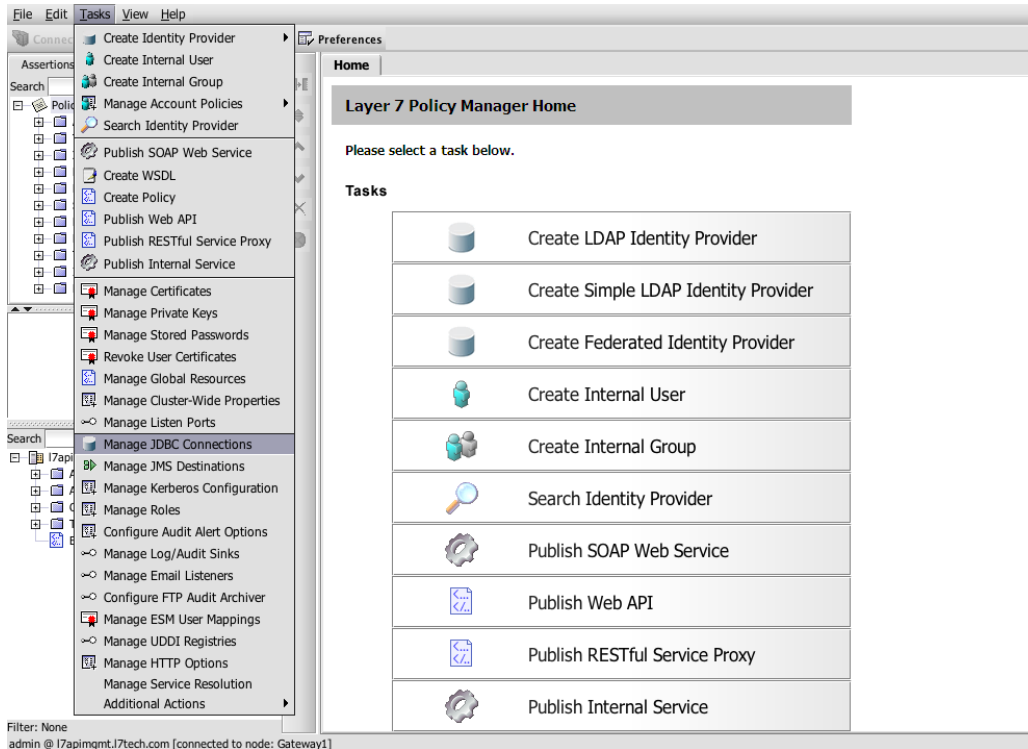 File Edit Tasks View Help
Connec
Preferences
Create Identity Provider
Create Internal User
Create Internal Group
Manage Account Policies
Search Identity Provider
Publish SOAP Web Service
Create WSDL
Create Policy
Publish Web API
Publish RESTful Service Proxy
Publish Internal Service
Manage Certificates
Manage Private Keys
Manage Stored Passwords
Revoke User Certificates
Manage Global Resources
Manage Cluster-Wide Properties
Manage Listen Ports
Manage JDBC Connections
Manage JMS Destinations
Manage Kerberos Configuration
Manage Roles
Configure Audit Alert Options
Manage Log/Audit Sinks
Manage Email Listeners
Configure FTP Audit Archiver
Manage ESM User Mappings
Manage UDDI Registries
Manage HTTP Options
Manage Service Resolution
Additional Actions
Assertions
Search
Polic
Search
l7api
Filter: None
Home
Layer 7 Policy Manager Home
Please select a task below.
Tasks
Create LDAP Identity Provider
Create Simple LDAP Identity Provider
Create Federated Identity Provider
Create Internal User
Create Internal Group
Search Identity Provider
Publish SOAP Web Service
Publish Web API
Publish RESTful Service Proxy
Publish Internal Service
admin @ l7apimgmt.l7tech.com [connected to node: Gateway1]